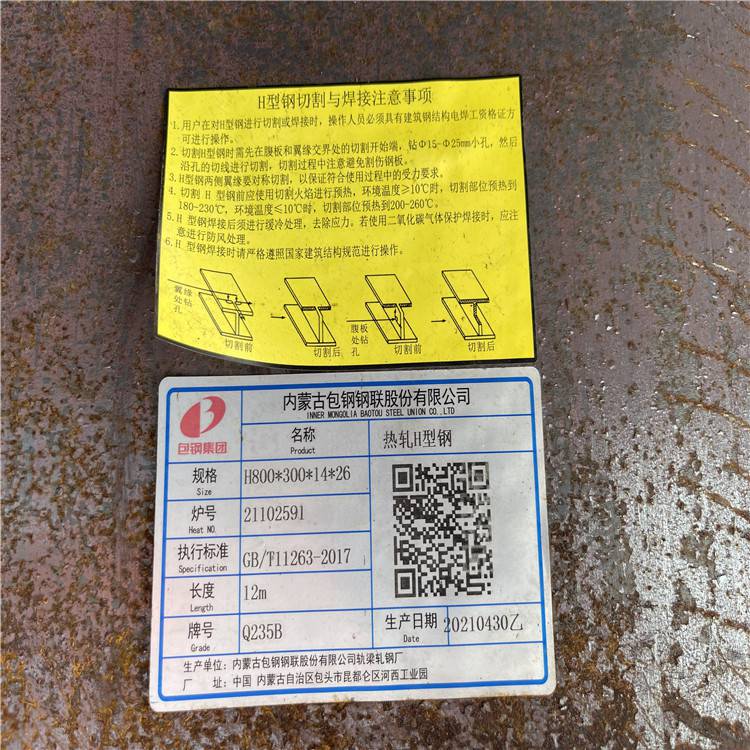 H型钢切割与焊接注意事项
1.用户在对H型钢进行切割或焊接时，操作人员必须具有建筑钢结构电焊工资格证方
可进行操作。
2.切割H型钢时需先在腹板和翼缘交界处的切割开始端，钻Φ15-Φ25mm小孔，然后
沿孔的切线进行切割，切割过程中注意避免割伤钢板。
3.H型钢两侧翼缘要对称切割，以保证符合使用过程中的受力要求。
4.切割 H 型钢前应使用切割火焰进行预热，环境温度≥10℃时，切割部位预热到
180-230℃，环境温度≤10℃时，切割部位预热到200-260℃。
5.H 型钢焊接后须进行缓冷处理，去除应力。若使用二氧化碳气体保护焊接时，应注
意进行防风处理。
6.H 型钢焊接时请严格遵照国家建筑结构规范进行操作。
翼缘
处钻
孔
切割前
切割后
腹板
处钻
孔
切割前
切割后
包钢集团
内蒙古包钢钢联股份有限公司
INNER MONGOLIA BAOTOU STEEL UNION CO.,LTD
名称
Product
热轧H型钢
规格
Size
H800*300*14*26
炉号
Heat NO.
21102591
执行标准
Specification
GB/T11263-2017
长度
Length
12m
牌号
Grade
Q235B
生产日期
Date
20210430乙
生产单位：内蒙古包钢钢联股份有限公司轨梁轧钢厂
厂 址：中国 内蒙古自治区包头市昆都仑区河西工业园